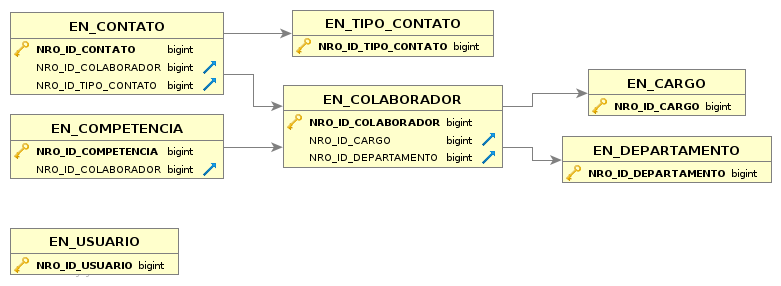 EN_CONTATO
NRO_ID_CONTATO bigint
NRO_ID_COLABORADOR bigint
NRO_ID_TIPO_CONTATO bigint
EN_TIPO_CONTATO
NRO_ID_TIPO_CONTATO bigint
EN_COMPETENCIA
NRO_ID_COMPETENCIA bigint
NRO_ID_COLABORADOR bigint
EN_COLABORADOR
NRO_ID_COLABORADOR bigint
NRO_ID_CARGO bigint
NRO_ID_DEPARTAMENTO bigint
EN_CARGO
NRO_ID_CARGO bigint
EN_DEPARTAMENTO
NRO_ID_DEPARTAMENTO bigint
EN_USUARIO
NRO_ID_USUARIO bigint